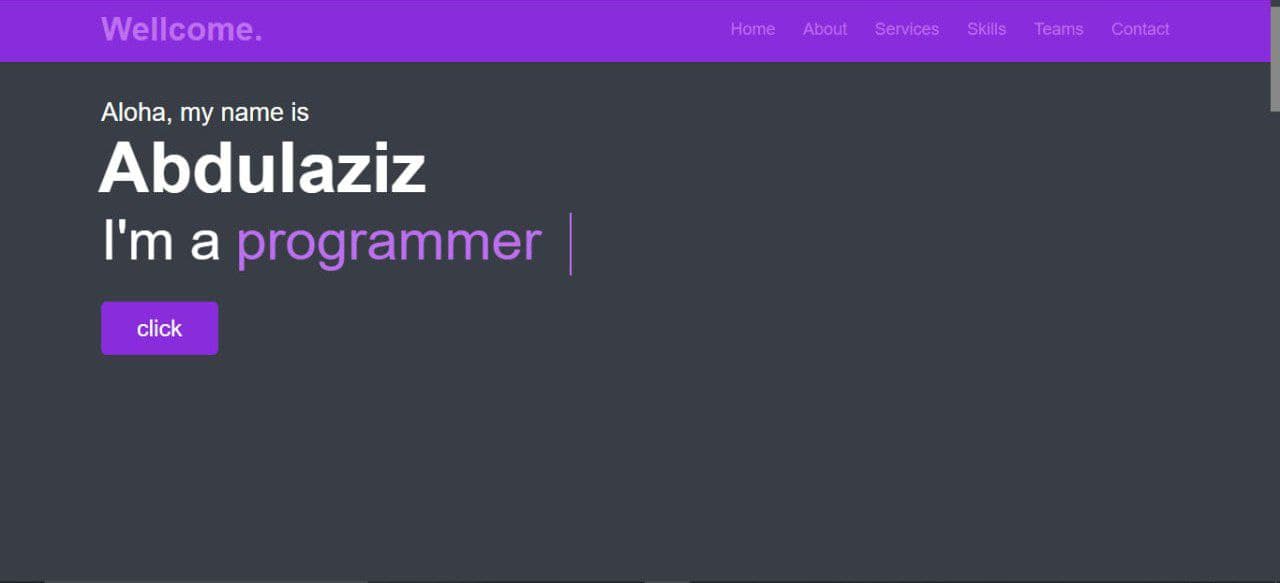 Wellcome.
Home About Services Skills Teams Contact
Aloha, my name is
Abdulaziz
I'm a programmer
click